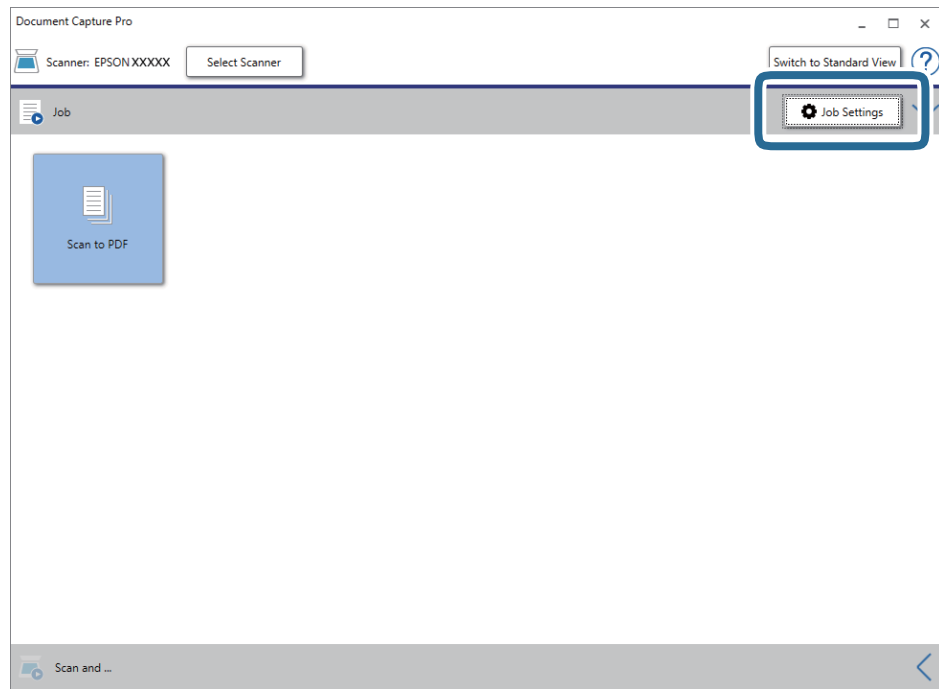 Document Capture Pro
Scanner: EPSON XXXXX Select Scanner Switch to Standard View ?
Job Job Settings
Scan to PDF
Scan and ...